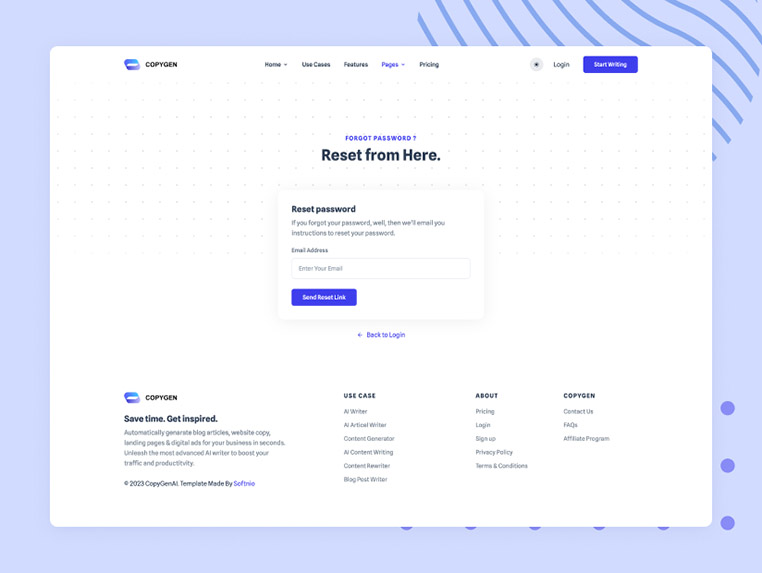 COPYGEN
Home
Use Cases
Features
Pages
Pricing
Login
Start Writing
FORGOT PASSWORD ?
Reset from Here.
Reset password
If you forgot your password, well, then we'll email you
instructions to reset your password.
Email Address
Enter Your Email
Send Reset Link
Back to Login
COPYGEN
Save time. Get inspired.
Automatically generate blog articles, website copy,
landing pages & digital ads for your business in seconds.
Unleash the most advanced AI writer to boost your
traffic and productivity.
© 2023 CopyGenAI. Template Made By Softnio
USE CASE
AI Writer
AI Articel Writer
Content Generator
AI Content Writing
Content Rewriter
Blog Post Writer
ABOUT
Pricing
Login
Sign up
Privacy Policy
Terms & Conditions
COPYGEN
Contact Us
FAQs
Affiliate Program